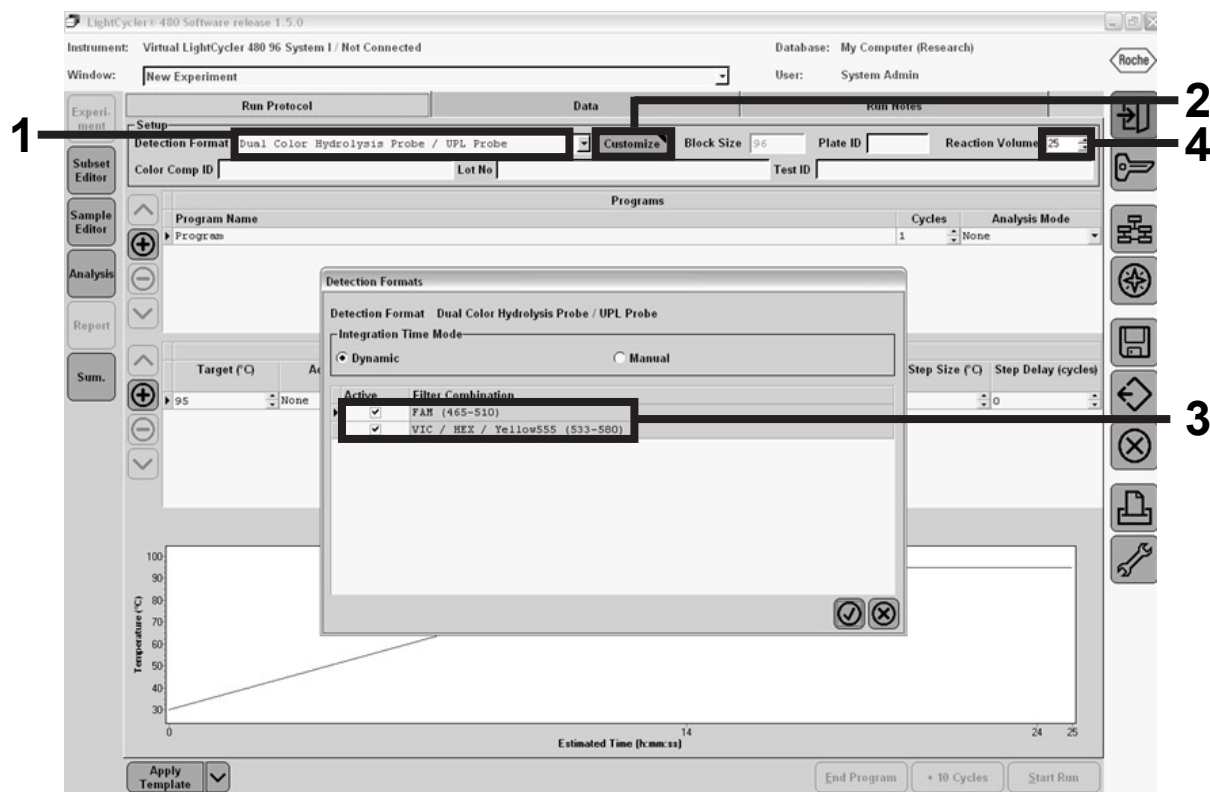 LightCycler® 480 Software release 1.5.0
Instrument: Virtual LightCycler 480 96 System I / Not Connected Database: My Computer (Research)
Window: New Experiment User: System Admin
Roche
Run Protocol Data Run Notes
2
1
4
Experi-
ment
Setup
Detection Format Dual Color Hydrolysis Probe / UPL Probe Customize Block Size 96 Plate ID Reaction Volume 25
Color Comp ID Lot No Test ID
Subset
Editor
Programs
Sample
Editor
Program Name Cycles Analysis Mode
Program 1 None
Analysis
Report
Sum.
Detection Formats
Detection Format Dual Color Hydrolysis Probe / UPL Probe
Integration Time Mode
Dynamic Manual
Active Filter Combination
FAM (465-510)
VIC / HEX / Yellow555 (533-580)
3
Target (°C) Step Size (°C) Step Delay (cycles)
95 None 0
100
90
80
70
60
50
40
30
Temperature (°C)
0 14 24 25
Estimated Time (h:mm:ss)
Apply
Template
End Program + 10 Cycles Start Run